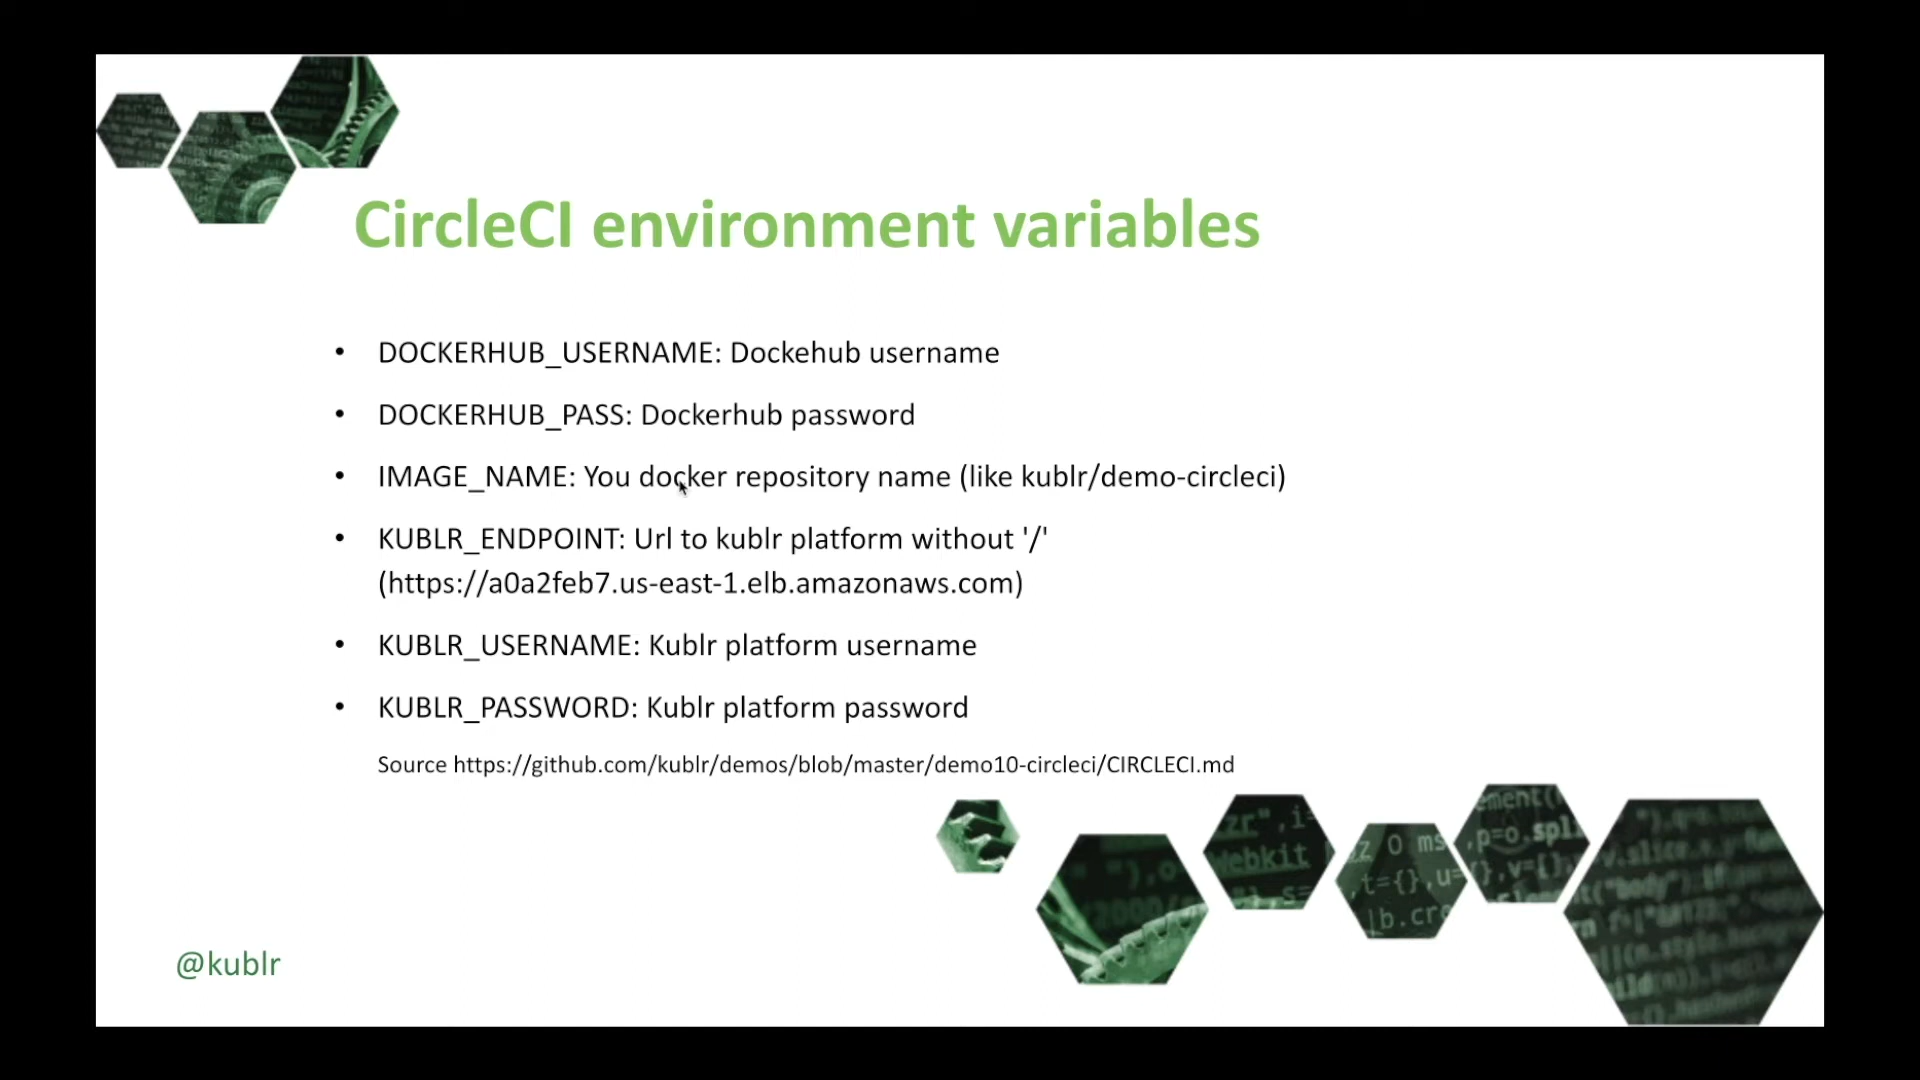 CircleCI environment variables
• DOCKERHUB_USERNAME: Dockehub username
• DOCKERHUB_PASS: Dockerhub password
• IMAGE_NAME: You docker repository name (like kublr/demo-circleci)
• KUBLR_ENDPOINT: Url to kublr platform without '/'
(https://a0a2feb7.us-east-1.elb.amazonaws.com)
• KUBLR_USERNAME: Kublr platform username
• KUBLR_PASSWORD: Kublr platform password
Source https://github.com/kublr/demos/blob/master/demo10-circleci/CIRCLECI.md
@kublr